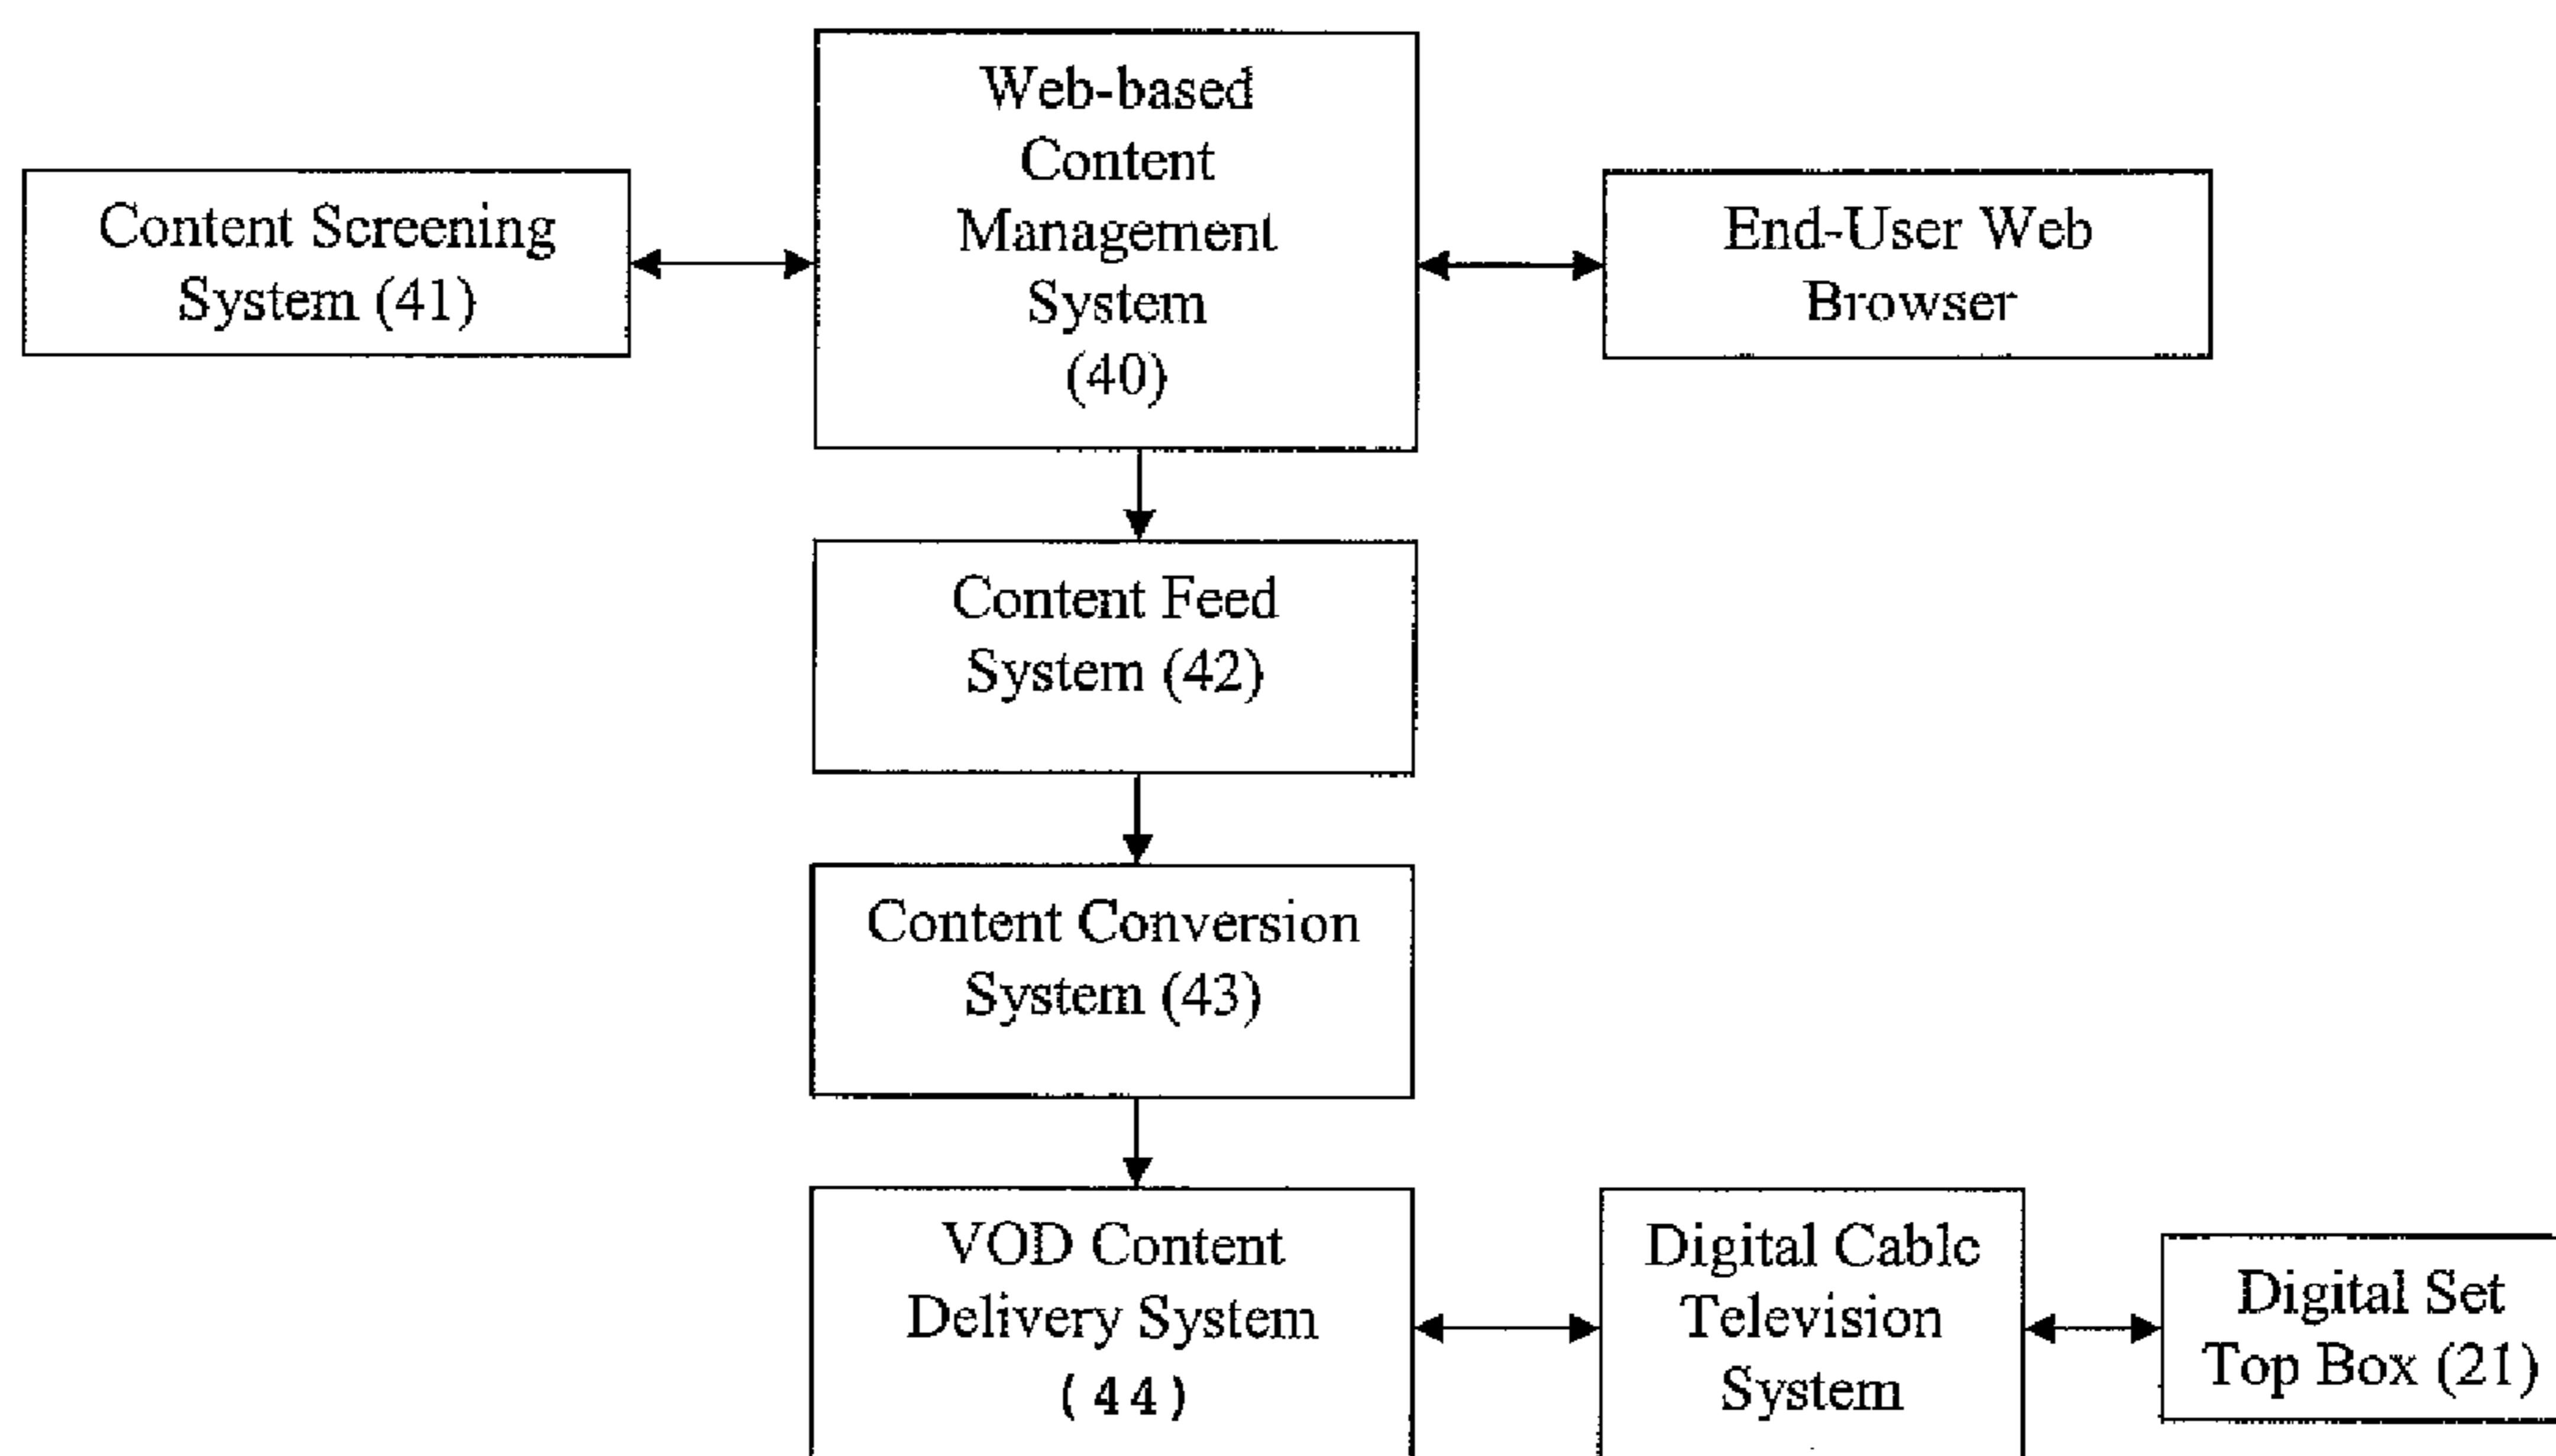 Web-based
Content
Management
System
(40)
Content Screening
System (41)
End-User Web
Browser
Content Feed
System (42)
Content Conversion
System (43)
VOD Content
Delivery System
(44)
Digital Cable
Television
System
Digital Set
Top Box (21)